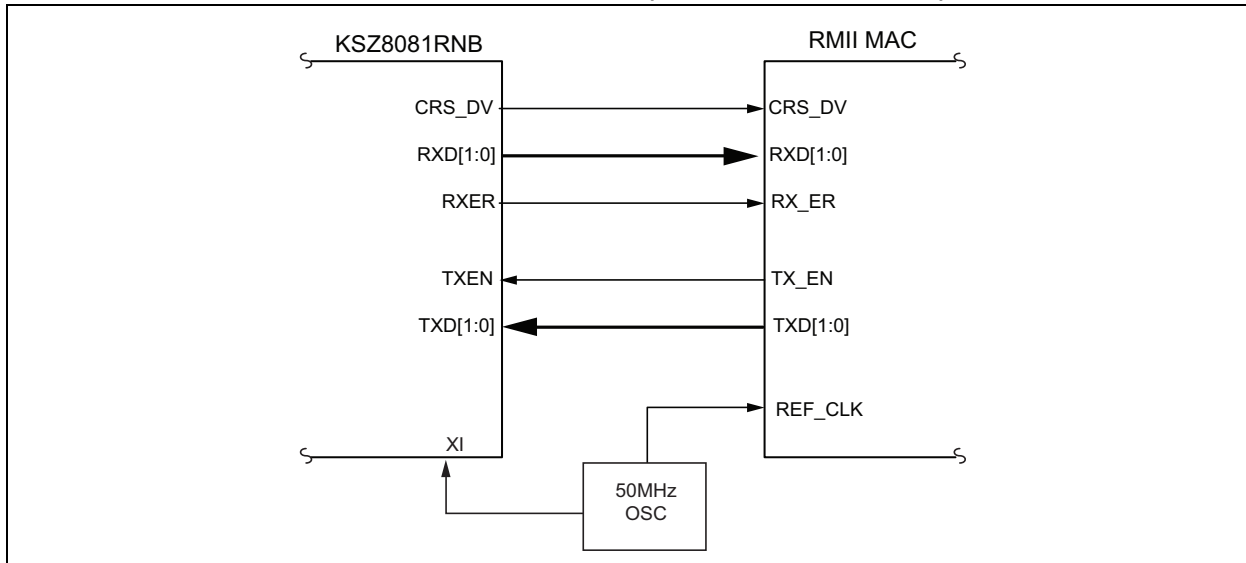 KSZ8081RNB RMII MAC
CRS_DV CRS_DV
RXD[1:0] RXD[1:0]
RXER RX_ER
TXEN TX_EN
TXD[1:0] TXD[1:0]
REF_CLK
XI
50MHz
OSC